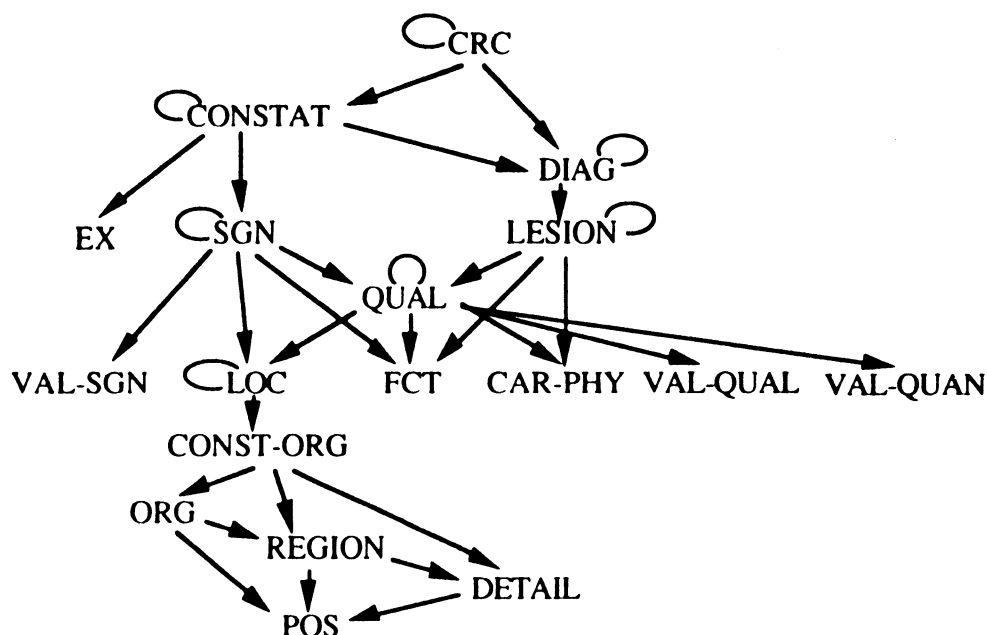 CRC
CONSTAT
DIAG
EX
SGN
LESION
QUAL
VAL-SGN
LOC
FCT
CAR-PHY
VAL-QUAL
VAL-QUAN
CONST-ORG
ORG
REGION
DETAIL
POS